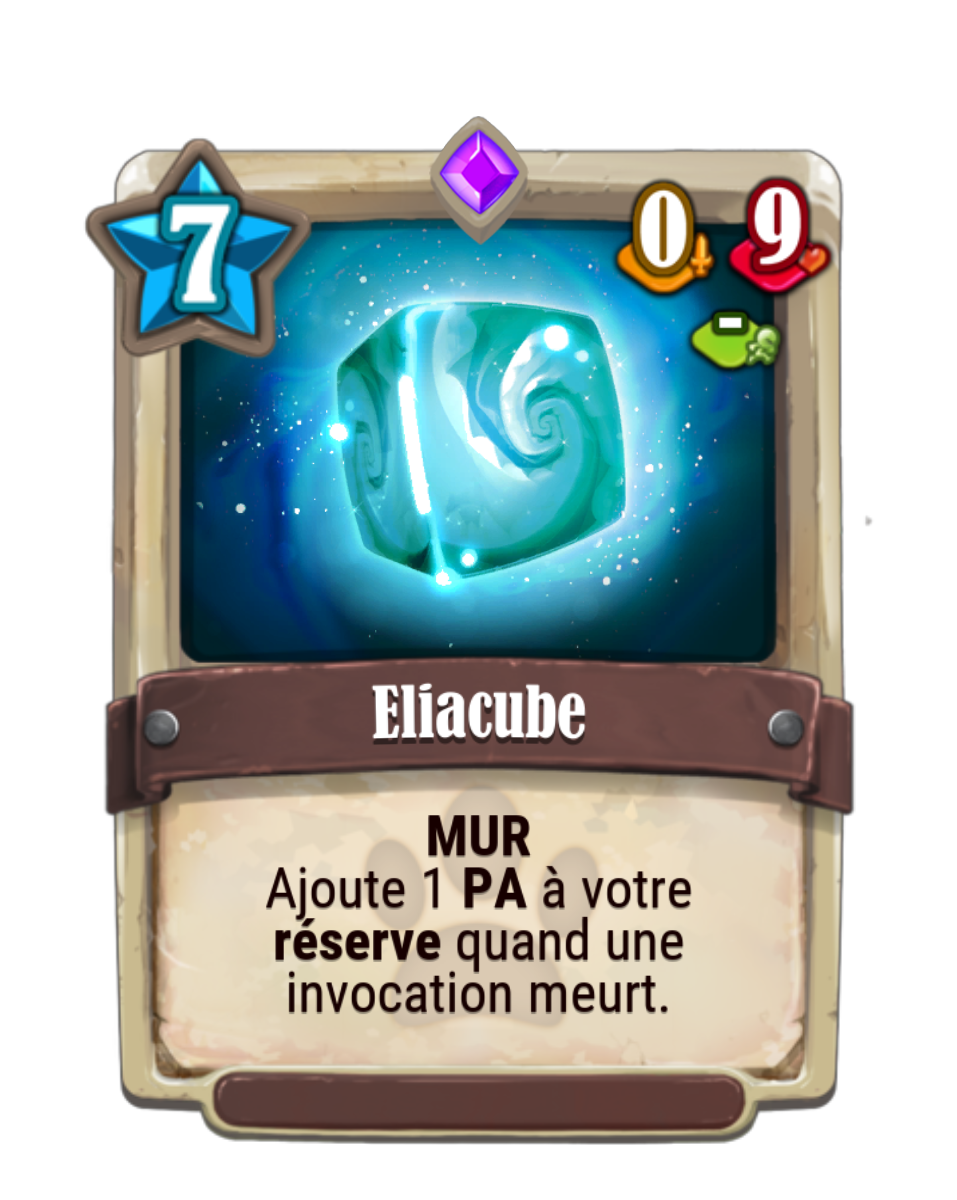 7
0
9
Eliacube
MUR
Ajoute 1 PA à votre
réserve quand une
invocation meurt.